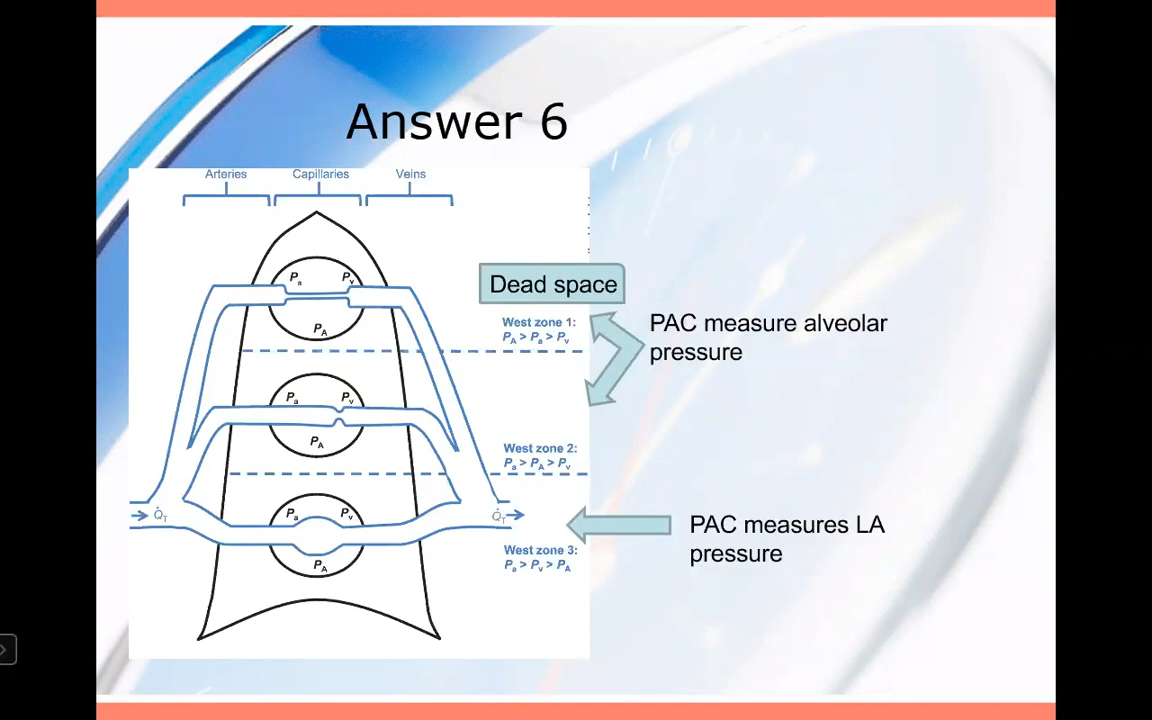 Answer 6
Arteries
Capillaries
Veins
Pa
Pv
PA
Dead space
West zone 1:
PA > Pa > Pv
PAC measure alveolar
pressure
Pa
Pv
PA
West zone 2:
Pa > PA > Pv
Q̇T
Pa
Pv
Q̇T
PA
PAC measures LA
pressure
West zone 3:
Pa > Pv > PA